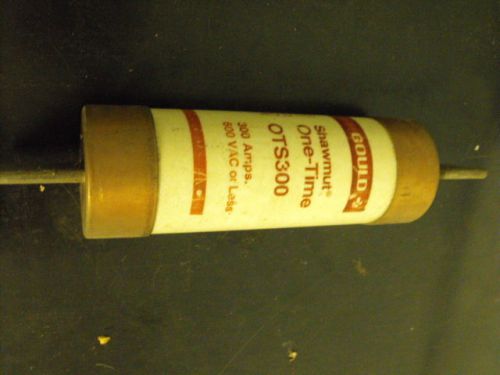 GOULD
Shawmut®
One-Time
OTS300
300 Amps.
600 VAC or Less